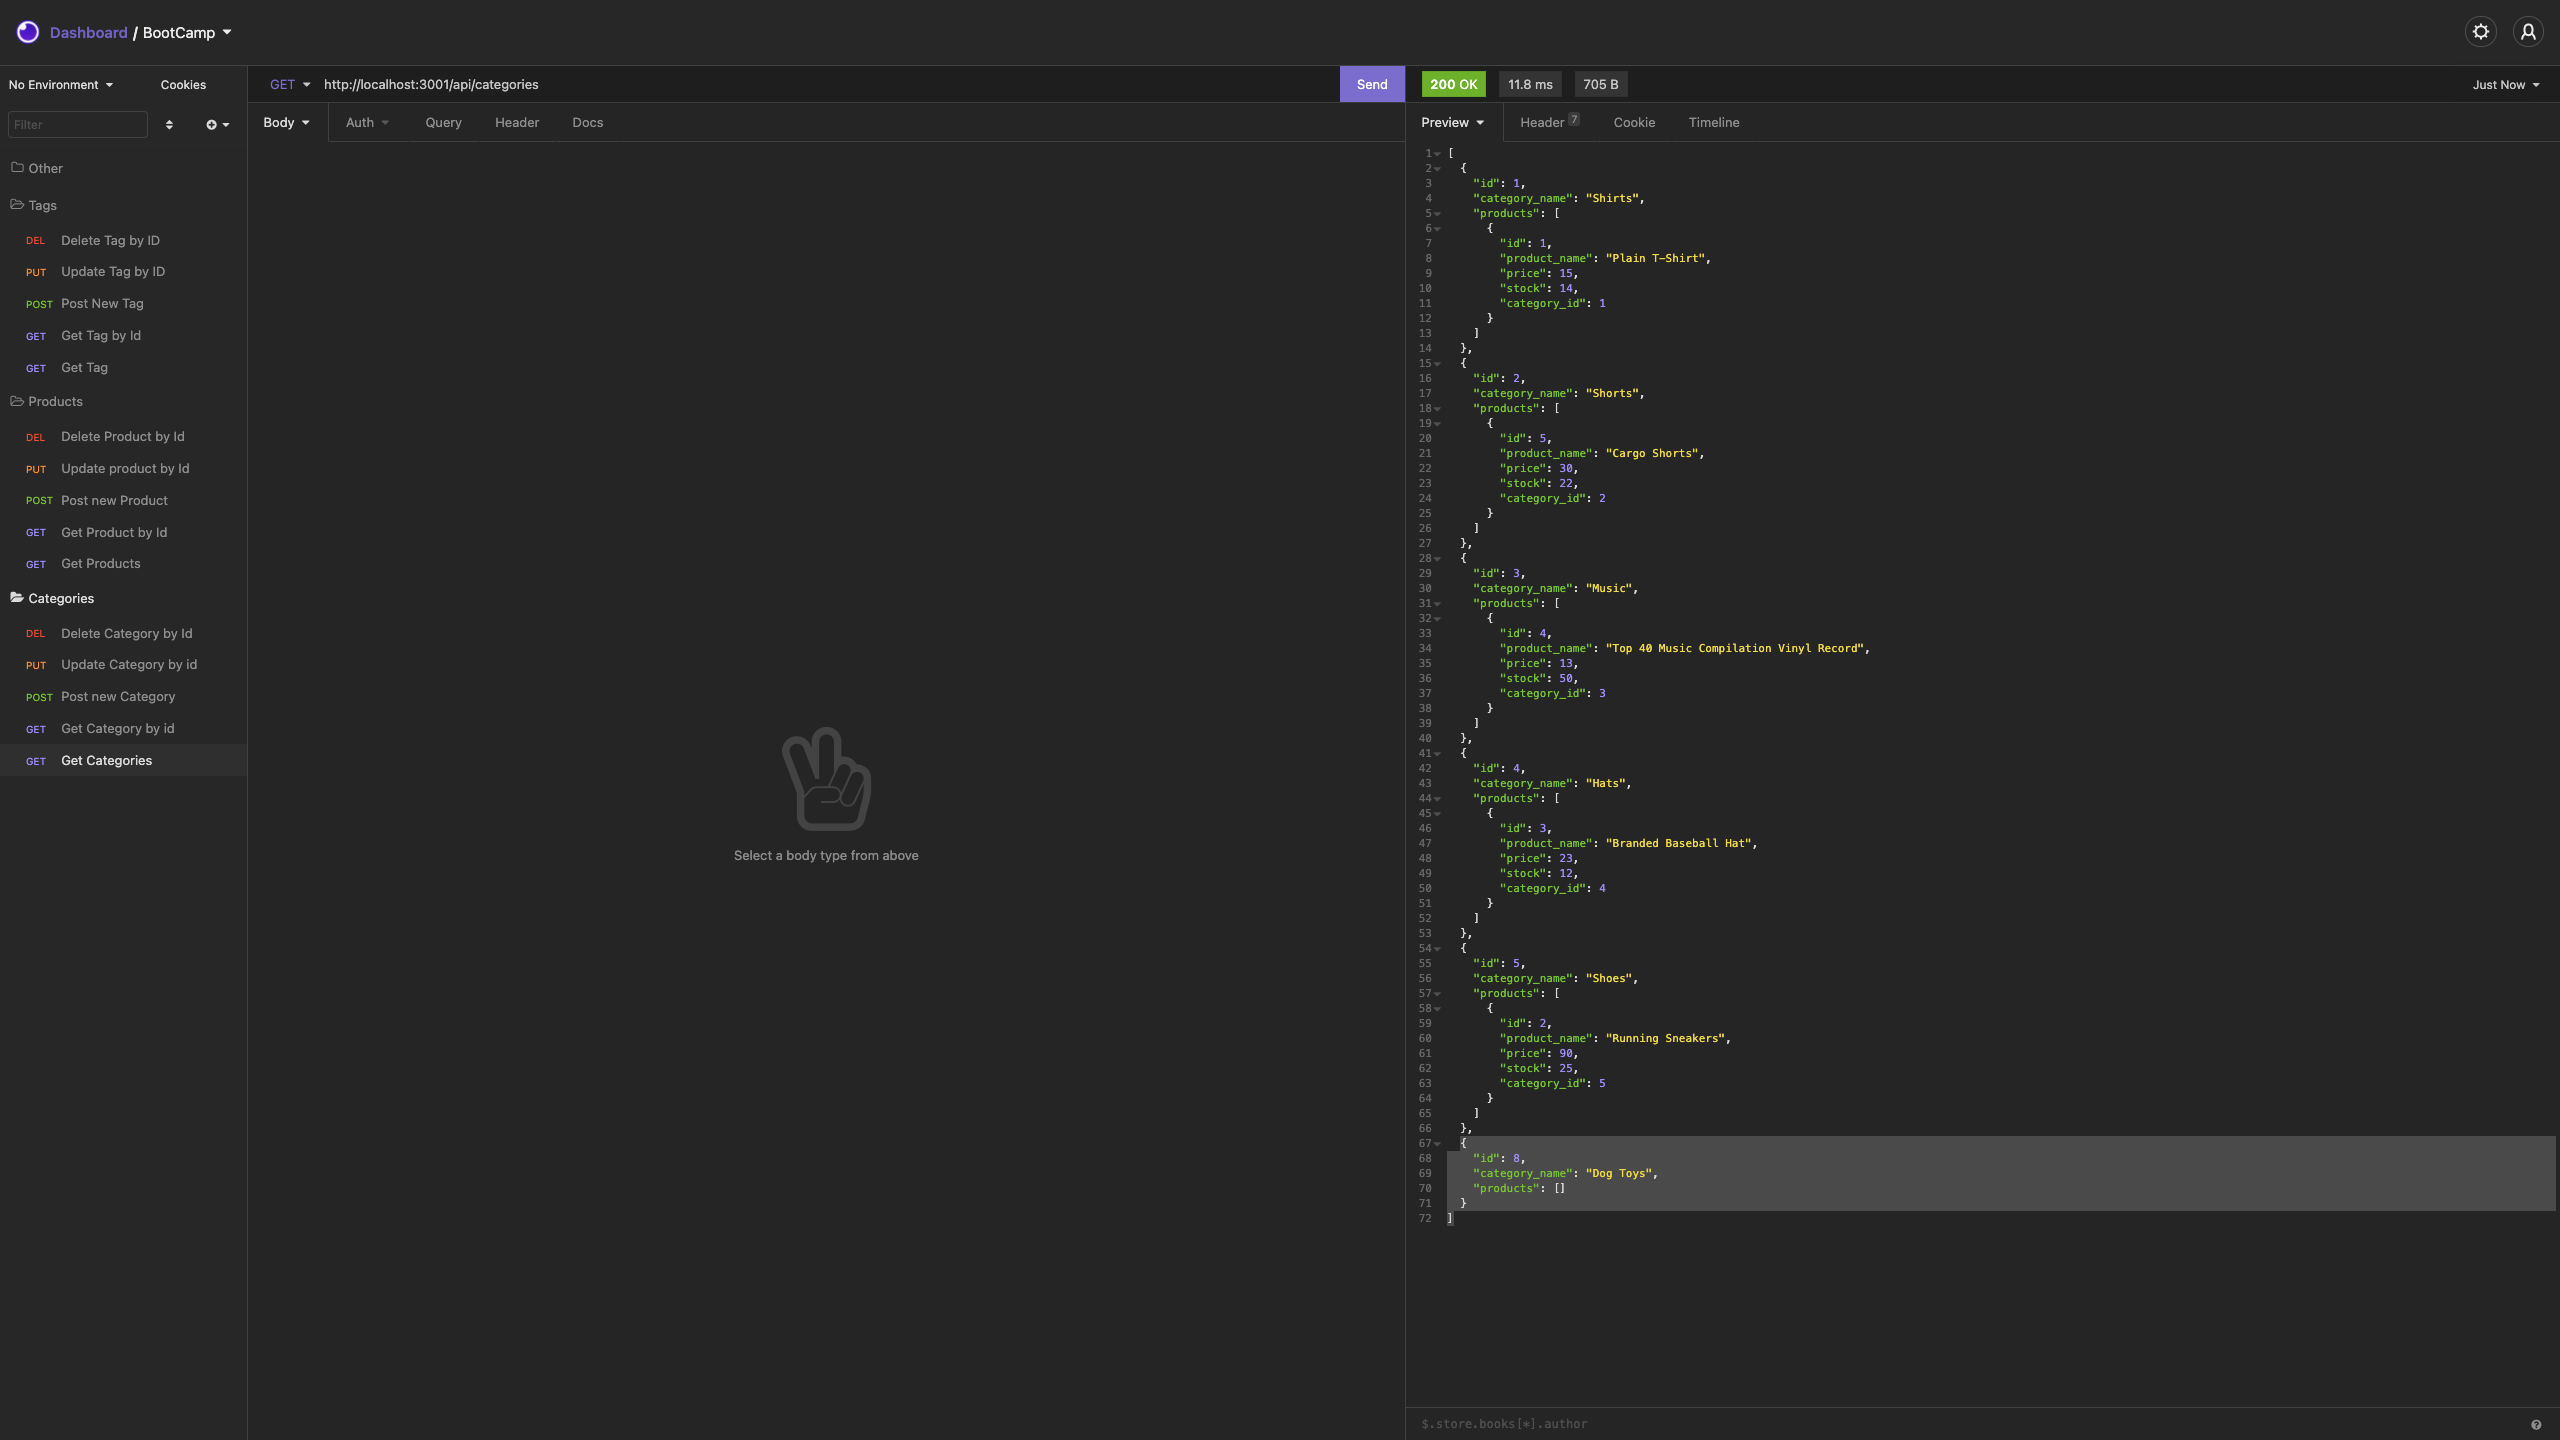 Dashboard / BootCamp
No Environment
Cookies
Filter
Other
Tags
DEL Delete Tag by ID
PUT Update Tag by ID
POST Post New Tag
GET Get Tag by Id
GET Get Tag
Products
DEL Delete Product by Id
PUT Update product by Id
POST Post new Product
GET Get Product by Id
GET Get Products
Categories
DEL Delete Category by Id
PUT Update Category by id
POST Post new Category
GET Get Category by id
GET Get Categories
GET http://localhost:3001/api/categories
Send
Body Auth Query Header Docs
Select a body type from above
200 OK 11.8 ms 705 B
Just Now
Preview Header 7 Cookie Timeline
1 [
2 {
3 "id": 1,
4 "category_name": "Shirts",
5 "products": [
6 {
7 "id": 1,
8 "product_name": "Plain T-Shirt",
9 "price": 15,
10 "stock": 14,
11 "category_id": 1
12 }
13 ]
14 },
15 {
16 "id": 2,
17 "category_name": "Shorts",
18 "products": [
19 {
20 "id": 5,
21 "product_name": "Cargo Shorts",
22 "price": 30,
23 "stock": 22,
24 "category_id": 2
25 }
26 ]
27 },
28 {
29 "id": 3,
30 "category_name": "Music",
31 "products": [
32 {
33 "id": 4,
34 "product_name": "Top 40 Music Compilation Vinyl Record",
35 "price": 13,
36 "stock": 50,
37 "category_id": 3
38 }
39 ]
40 },
41 {
42 "id": 4,
43 "category_name": "Hats",
44 "products": [
45 {
46 "id": 3,
47 "product_name": "Branded Baseball Hat",
48 "price": 23,
49 "stock": 12,
50 "category_id": 4
51 }
52 ]
53 },
54 {
55 "id": 5,
56 "category_name": "Shoes",
57 "products": [
58 {
59 "id": 2,
60 "product_name": "Running Sneakers",
61 "price": 90,
62 "stock": 25,
63 "category_id": 5
64 }
65 ]
66 },
67 {
68 "id": 8,
69 "category_name": "Dog Toys",
70 "products": []
71 }
72 ]
$.store.books[*].author